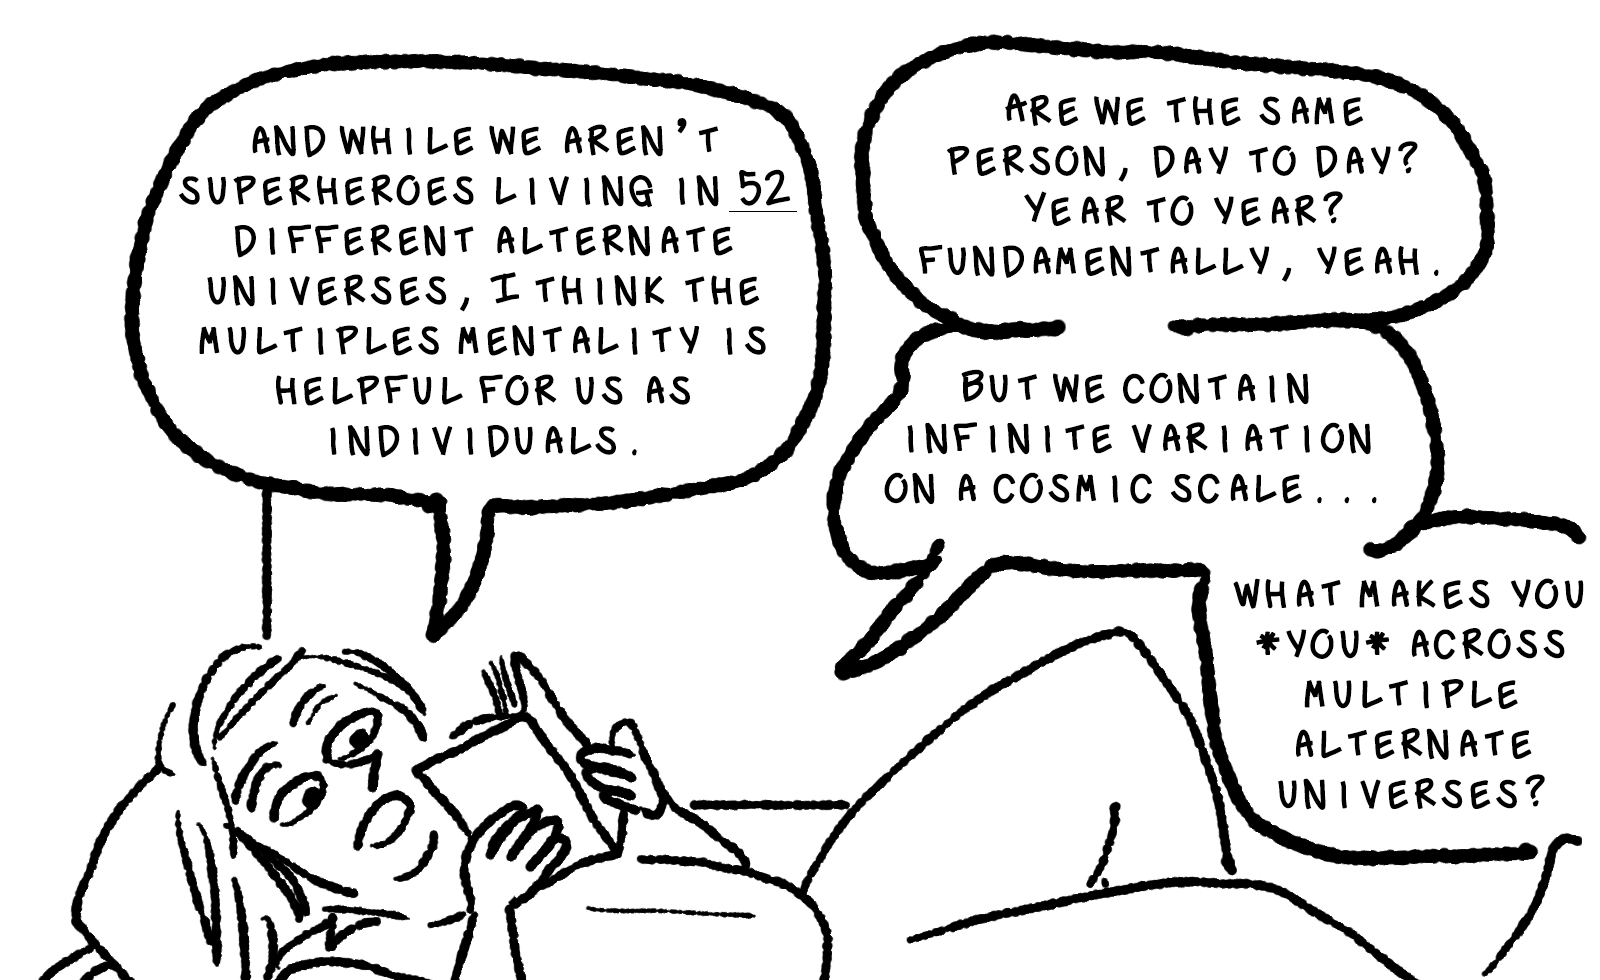 AND WHILE WE AREN'T
SUPERHEROES LIVING IN 52
DIFFERENT ALTERNATE
UNIVERSES, I THINK THE
MULTIPLES MENTALITY IS
HELPFUL FOR US AS
INDIVIDUALS.
ARE WE THE SAME
PERSON, DAY TO DAY?
YEAR TO YEAR?
FUNDAMENTALLY, YEAH.
BUT WE CONTAIN
INFINITE VARIATION
ON A COSMIC SCALE...
WHAT MAKES YOU
*YOU* ACROSS
MULTIPLE
ALTERNATE
UNIVERSES?